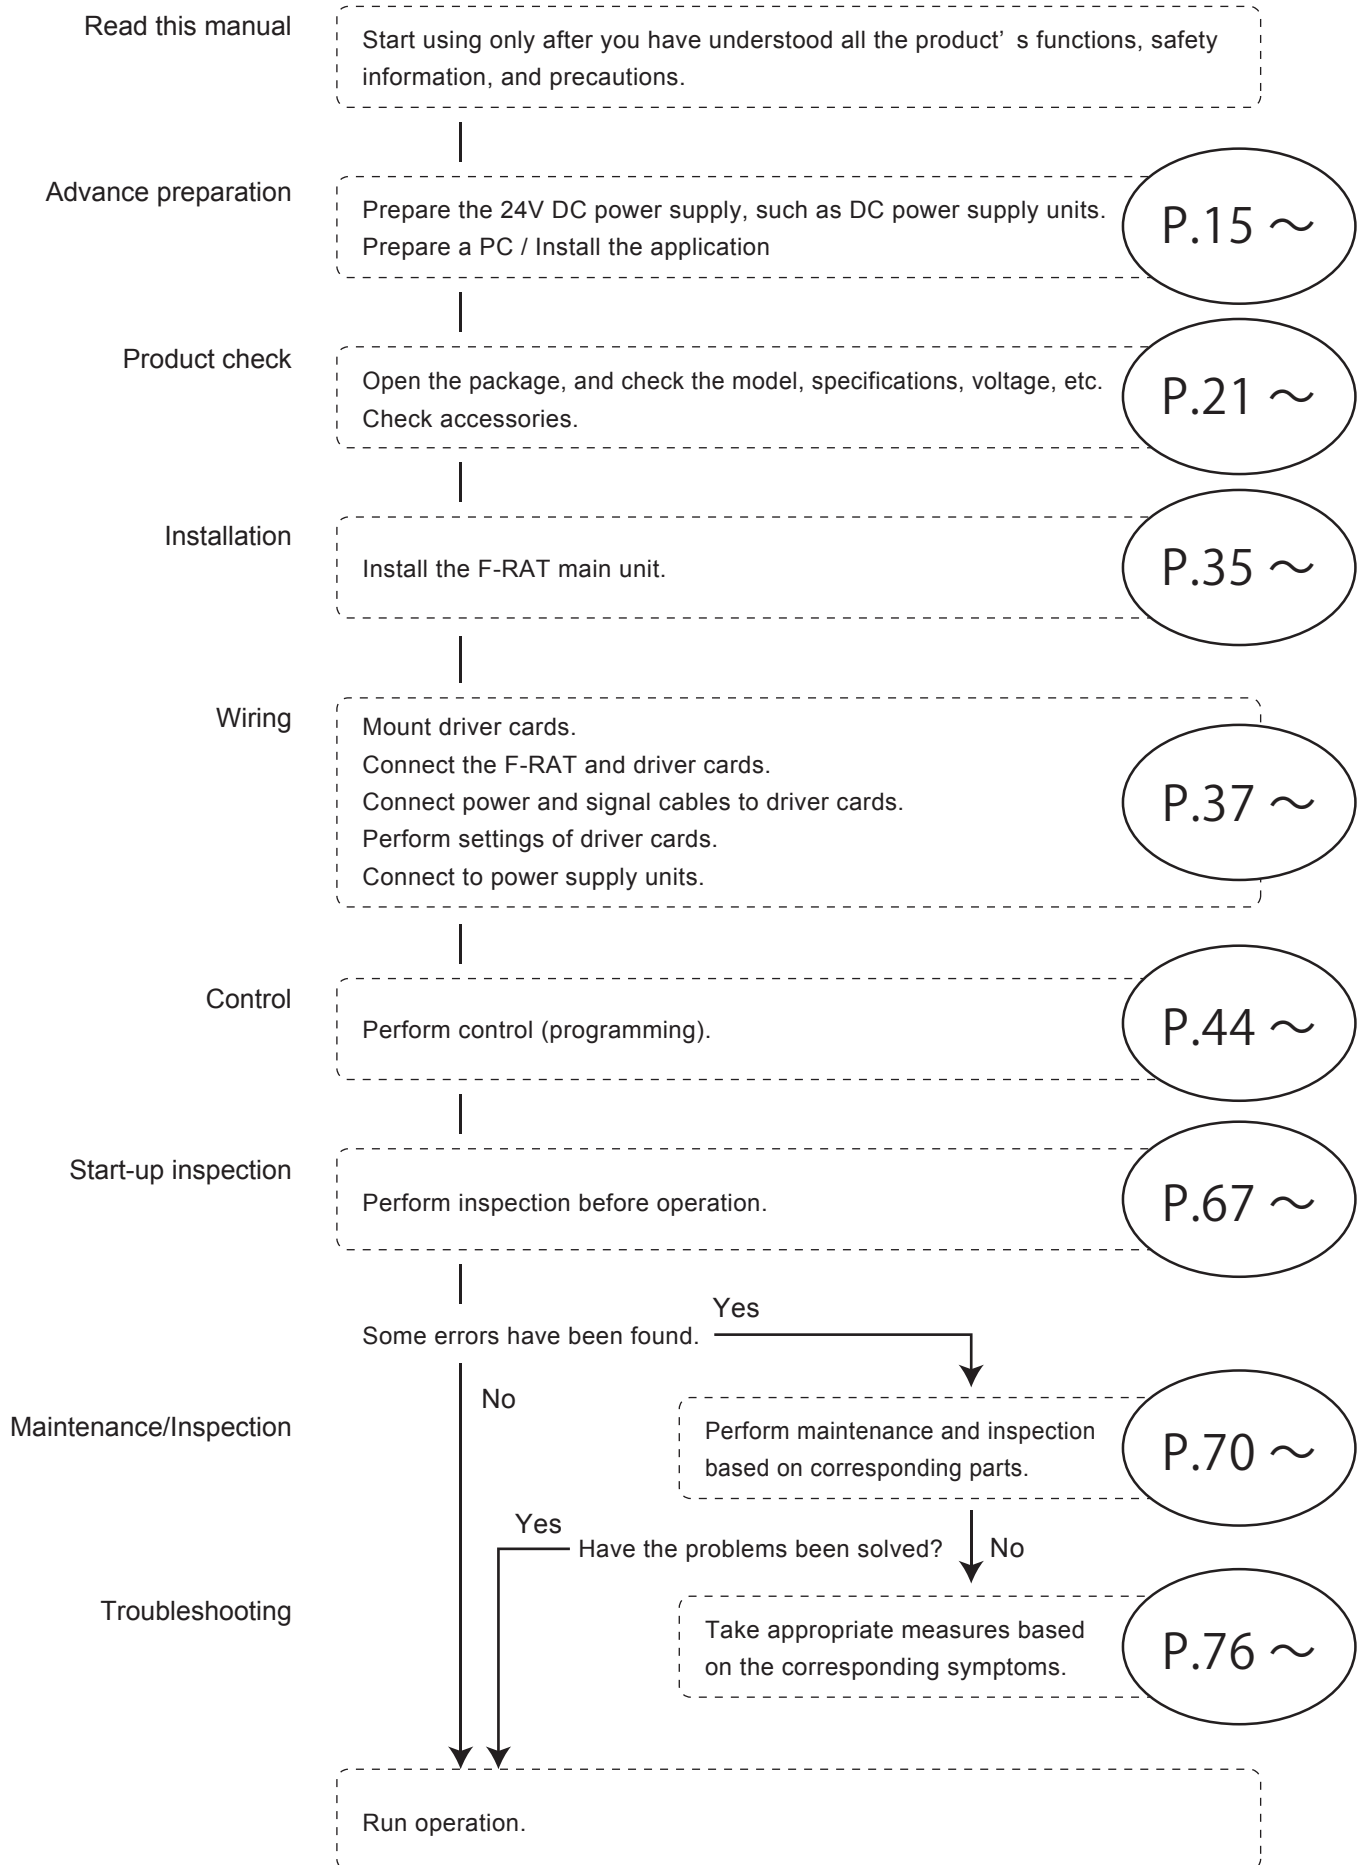 Read this manual
Start using only after you have understood all the product’ s functions, safety
information, and precautions.
Advance preparation
Prepare the 24V DC power supply, such as DC power supply units.
Prepare a PC / Install the application
P.15 ～
Product check
Open the package, and check the model, specifications, voltage, etc.
Check accessories.
P.21 ～
Installation
Install the F-RAT main unit.
P.35 ～
Wiring
Mount driver cards.
Connect the F-RAT and driver cards.
Connect power and signal cables to driver cards.
Perform settings of driver cards.
Connect to power supply units.
P.37 ～
Control
Perform control (programming).
P.44 ～
Start-up inspection
Perform inspection before operation.
P.67 ～
Yes
Some errors have been found.
No
Maintenance/Inspection
Perform maintenance and inspection
based on corresponding parts.
P.70 ～
Yes
Have the problems been solved?
No
Troubleshooting
Take appropriate measures based
on the corresponding symptoms.
P.76 ～
Run operation.